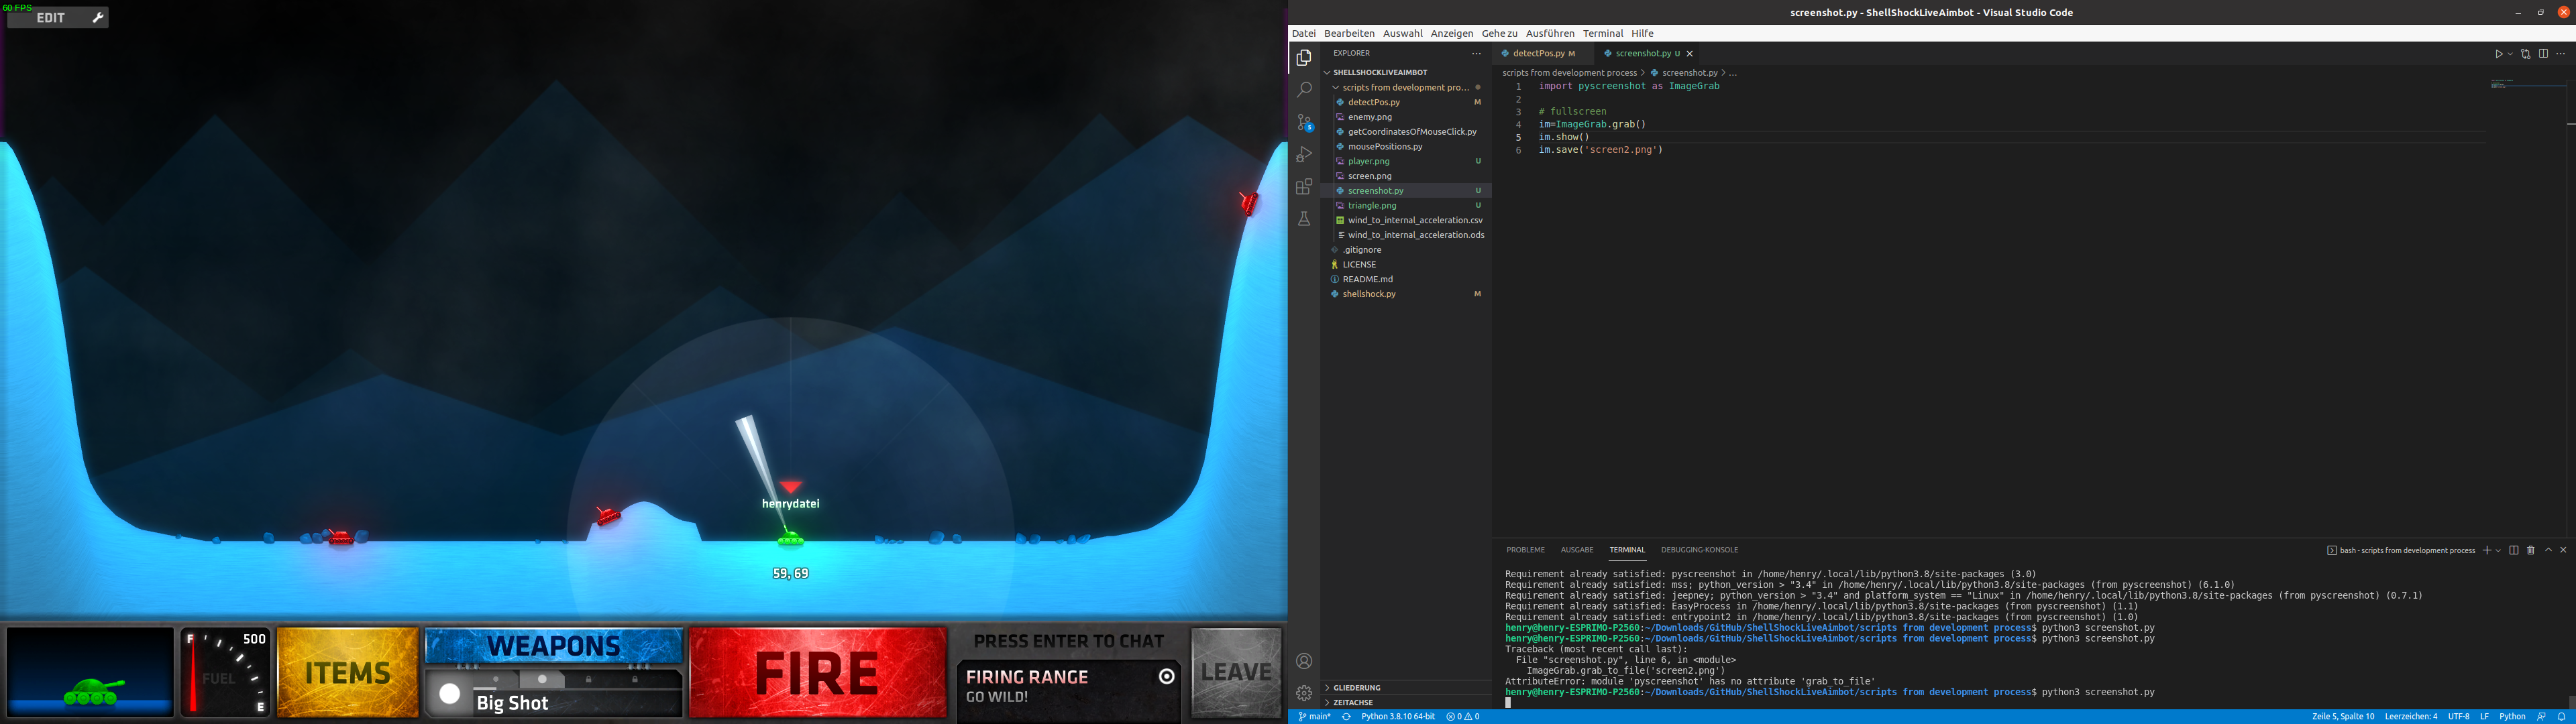 60 FPS
EDIT
henrydatei
59, 69
F 500
FUEL
E
ITEMS
WEAPONS
Big Shot
FIRE
PRESS ENTER TO CHAT
FIRING RANGE
GO WILD!
LEAVE
screenshot.py - ShellShockLiveAimbot - Visual Studio Code
Datei Bearbeiten Auswahl Anzeigen Gehe zu Ausführen Terminal Hilfe
EXPLORER
SHELLSHOCKLIVEAIMBOT
scripts from development pro...
detectPos.py M
enemy.png
getCoordinatesOfMouseClick.py
mousePositions.py
player.png U
screen.png
screenshot.py U
triangle.png U
wind_to_internal_acceleration.csv
wind_to_internal_acceleration.ods
.gitignore
LICENSE
README.md
shellshock.py M
GLIEDERUNG
ZEITACHSE
detectPos.py M screenshot.py U
scripts from development process > screenshot.py > ...
1 import pyscreenshot as ImageGrab
2
3 # fullscreen
4 im=ImageGrab.grab()
5 im.show()
6 im.save('screen2.png')
PROBLEME AUSGABE TERMINAL DEBUGGING-KONSOLE
bash - scripts from development process
Requirement already satisfied: pyscreenshot in /home/henry/.local/lib/python3.8/site-packages (3.0)
Requirement already satisfied: mss; python_version > "3.4" in /home/henry/.local/lib/python3.8/site-packages (from pyscreenshot) (6.1.0)
Requirement already satisfied: jeepney; python_version > "3.4" and platform_system == "Linux" in /home/henry/.local/lib/python3.8/site-packages (from pyscreenshot) (0.7.1)
Requirement already satisfied: EasyProcess in /home/henry/.local/lib/python3.8/site-packages (from pyscreenshot) (1.1)
Requirement already satisfied: entrypoint2 in /home/henry/.local/lib/python3.8/site-packages (from pyscreenshot) (1.0)
henry@henry-ESPRIMO-P2560:~/Downloads/GitHub/ShellShockLiveAimbot/scripts from development process$ python3 screenshot.py
henry@henry-ESPRIMO-P2560:~/Downloads/GitHub/ShellShockLiveAimbot/scripts from development process$ python3 screenshot.py
Traceback (most recent call last):
File "screenshot.py", line 6, in <module>
ImageGrab.grab_to_file('screen2.png')
AttributeError: module 'pyscreenshot' has no attribute 'grab_to_file'
henry@henry-ESPRIMO-P2560:~/Downloads/GitHub/ShellShockLiveAimbot/scripts from development process$ python3 screenshot.py
main* Python 3.8.10 64-bit 0 0
Zeile 5, Spalte 10 Leerzeichen: 4 UTF-8 LF Python